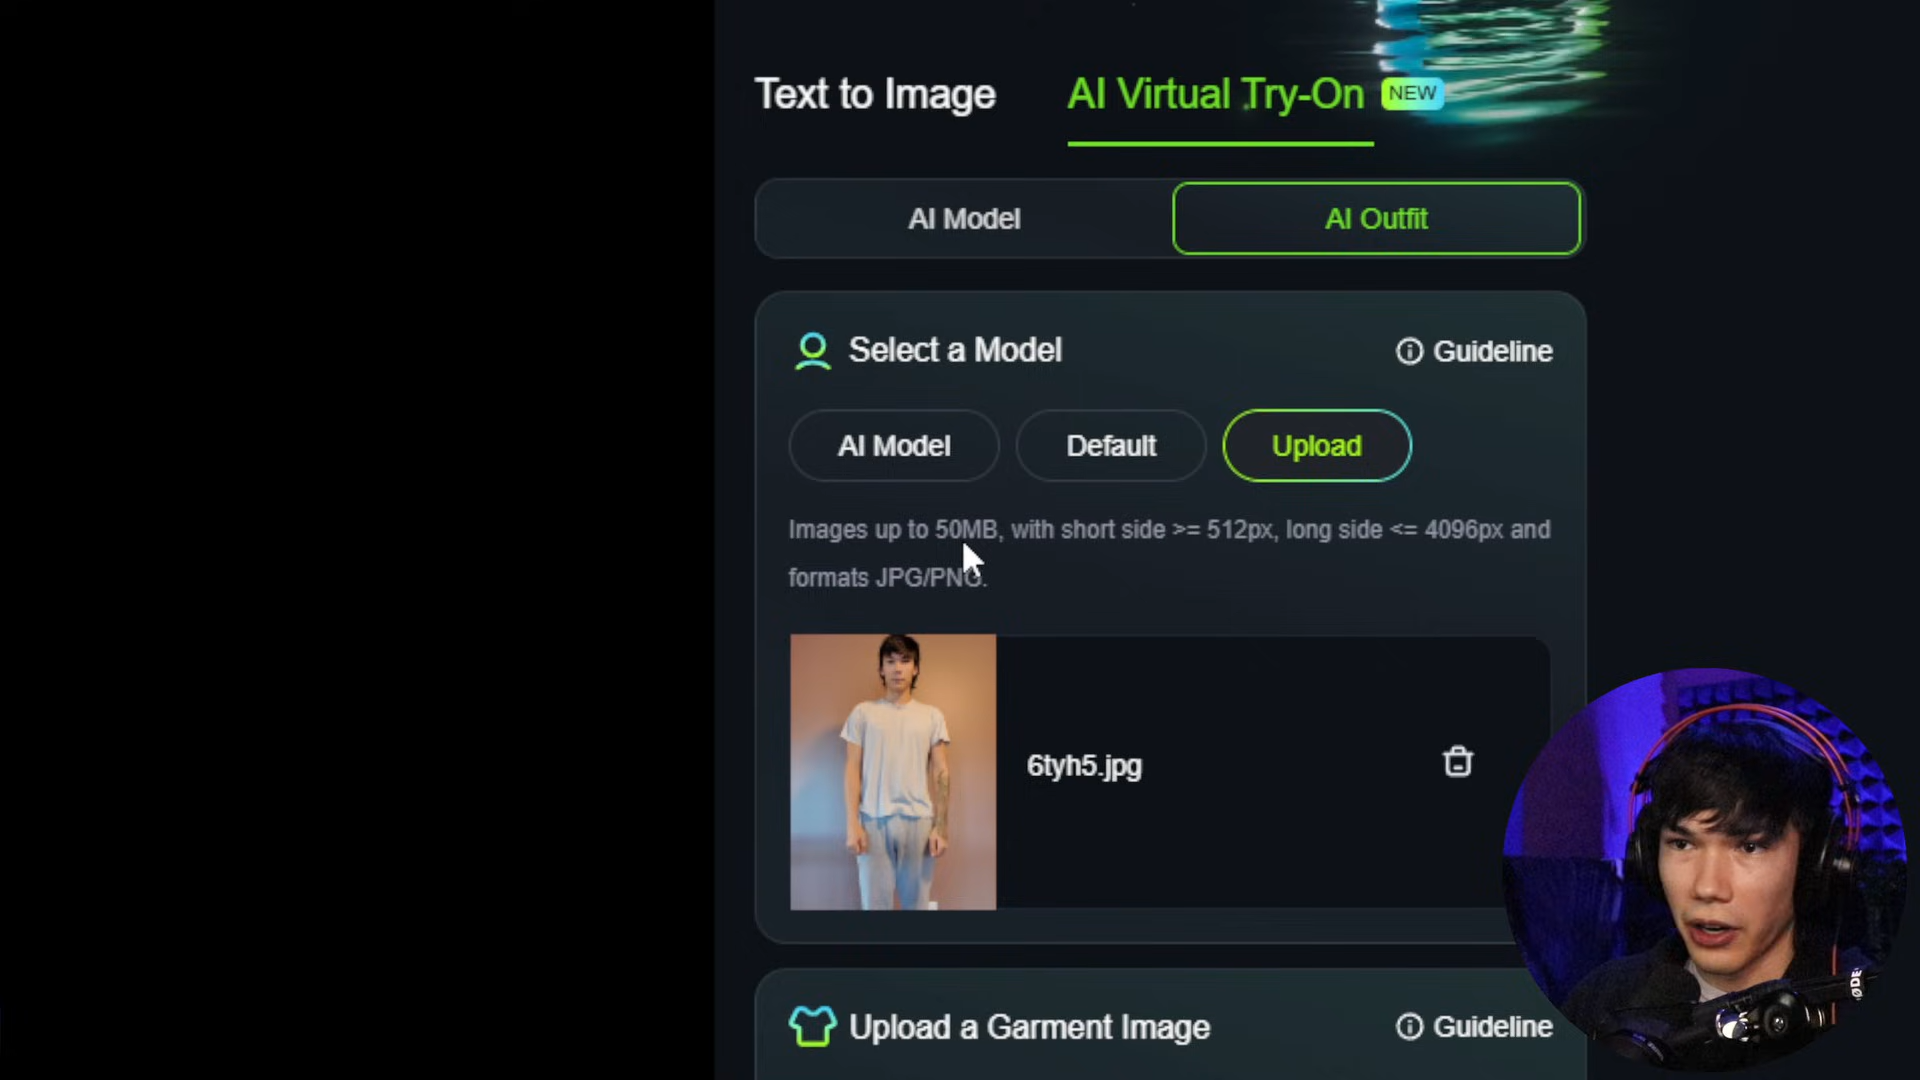 Text to Image
AI Virtual Try-On NEW
AI Model
AI Outfit
Select a Model
Guideline
AI Model
Default
Upload
Images up to 50MB, with short side >= 512px, long side <= 4096px and
formats JPG/PNG.
6tyh5.jpg
Upload a Garment Image
Guideline
RØDE